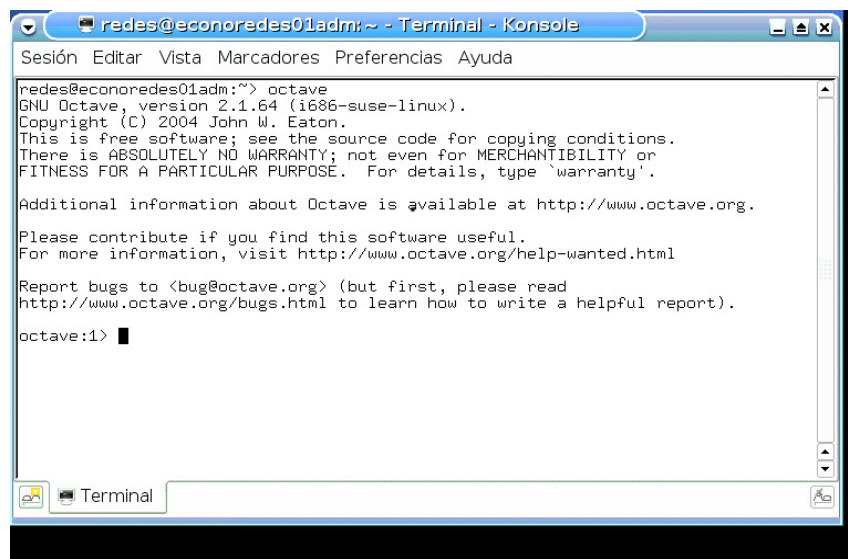 redes@econoredes01adm:~ - Terminal - Konsole
Sesión Editar Vista Marcadores Preferencias Ayuda
redes@econoredes01adm:~> octave
GNU Octave, version 2.1.64 (i686-suse-linux).
Copyright (C) 2004 John W. Eaton.
This is free software; see the source code for copying conditions.
There is ABSOLUTELY NO WARRANTY; not even for MERCHANTIBILITY or
FITNESS FOR A PARTICULAR PURPOSE.  For details, type `warranty'.
Additional information about Octave is available at http://www.octave.org.
Please contribute if you find this software useful.
For more information, visit http://www.octave.org/help-wanted.html
Report bugs to <bug@octave.org> (but first, please read
http://www.octave.org/bugs.html to learn how to write a helpful report).
octave:1>
Terminal